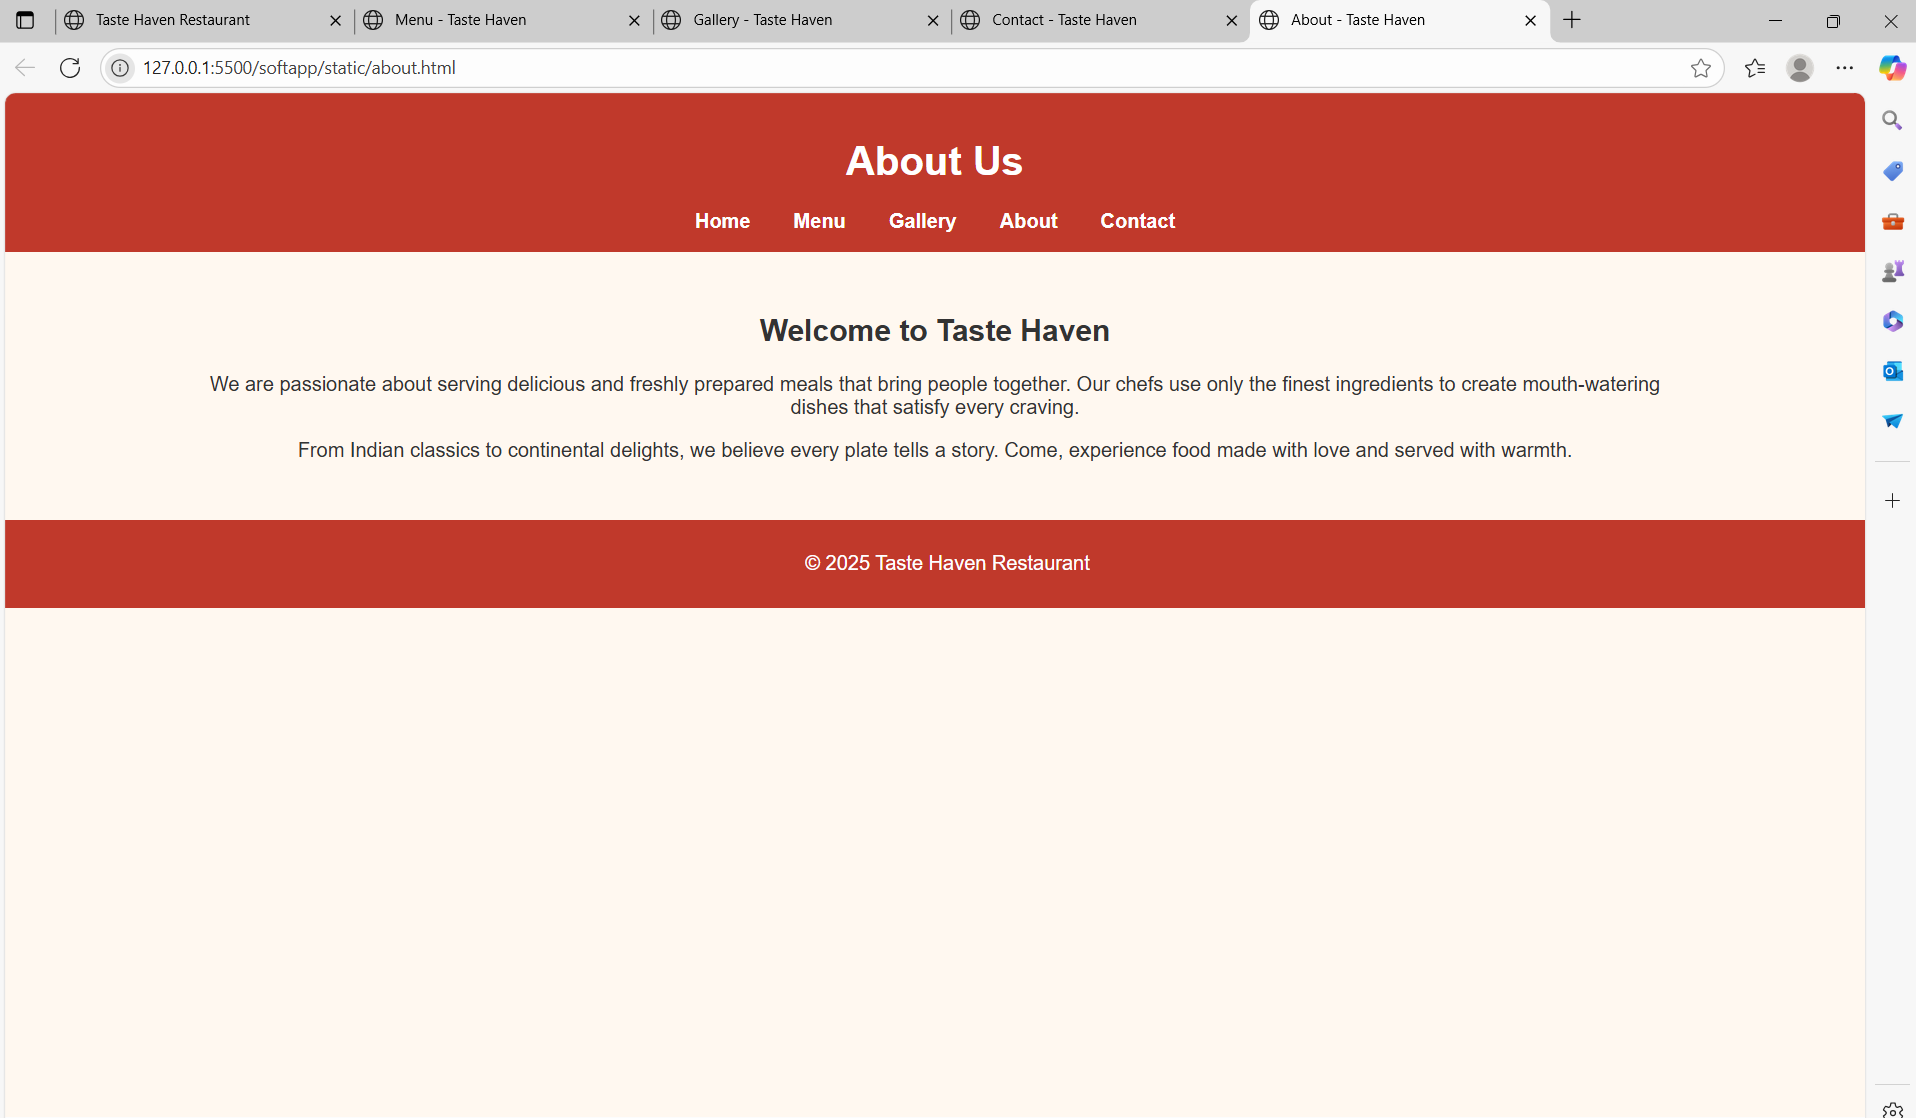 Taste Haven Restaurant
Menu - Taste Haven
Gallery - Taste Haven
Contact - Taste Haven
About - Taste Haven
127.0.0.1:5500/softapp/static/about.html
About Us
Home Menu Gallery About Contact
Welcome to Taste Haven
We are passionate about serving delicious and freshly prepared meals that bring people together. Our chefs use only the finest ingredients to create mouth-watering
dishes that satisfy every craving.
From Indian classics to continental delights, we believe every plate tells a story. Come, experience food made with love and served with warmth.
© 2025 Taste Haven Restaurant